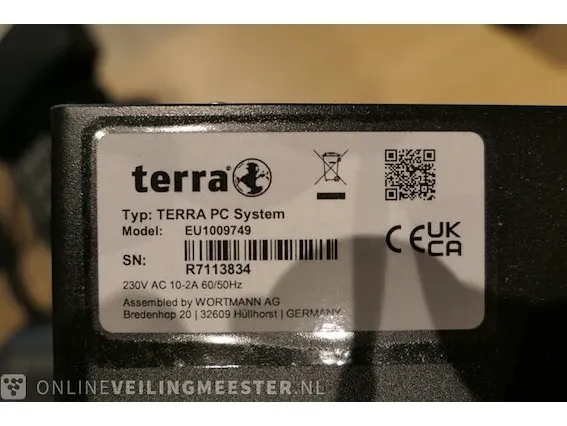 terra®
Typ: TERRA PC System
Model: EU1009749
SN:
R7113834
230V AC 10-2A 60/50Hz
Assembled by WORTMANN AG
Bredenhop 20 | 32609 Hüllhorst | GERMANY
CE UK
CA
ONLINEVEILINGMEESTER.NL